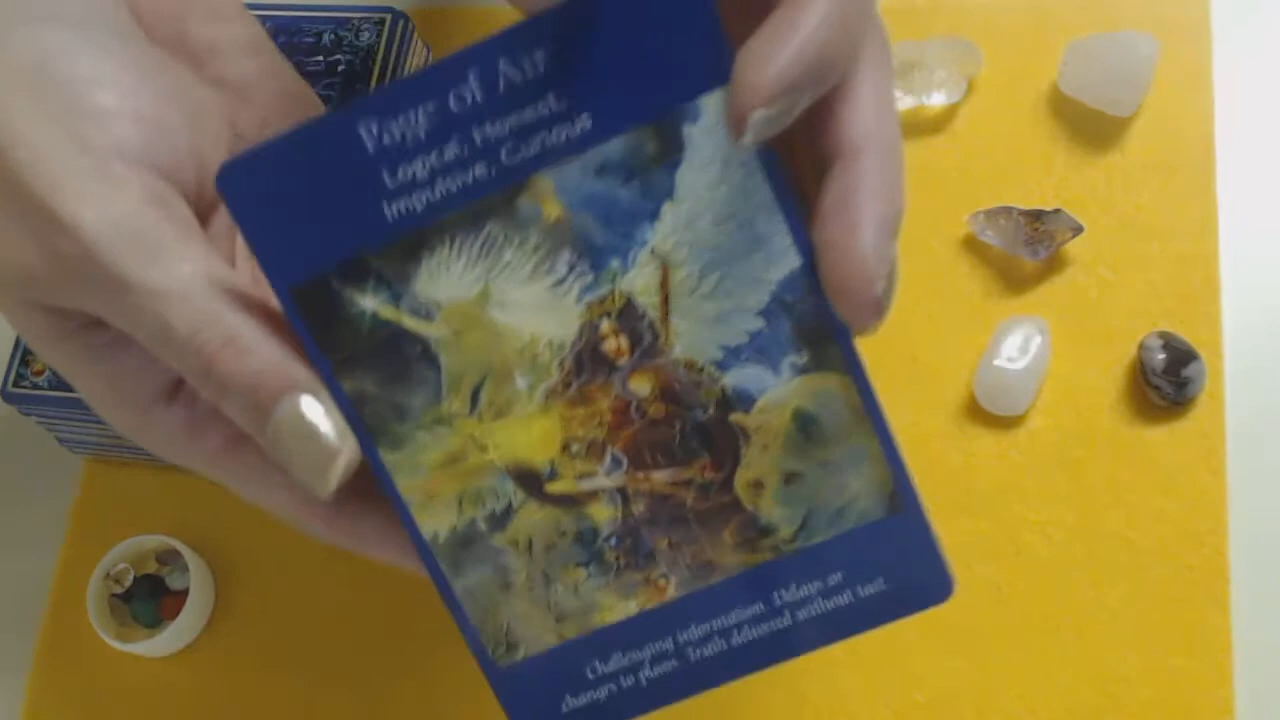 Page of Air
Logical, Honest,
Impulsive, Curious
Challenging information. Delays or
changes to plans. Truth delivered without tact.